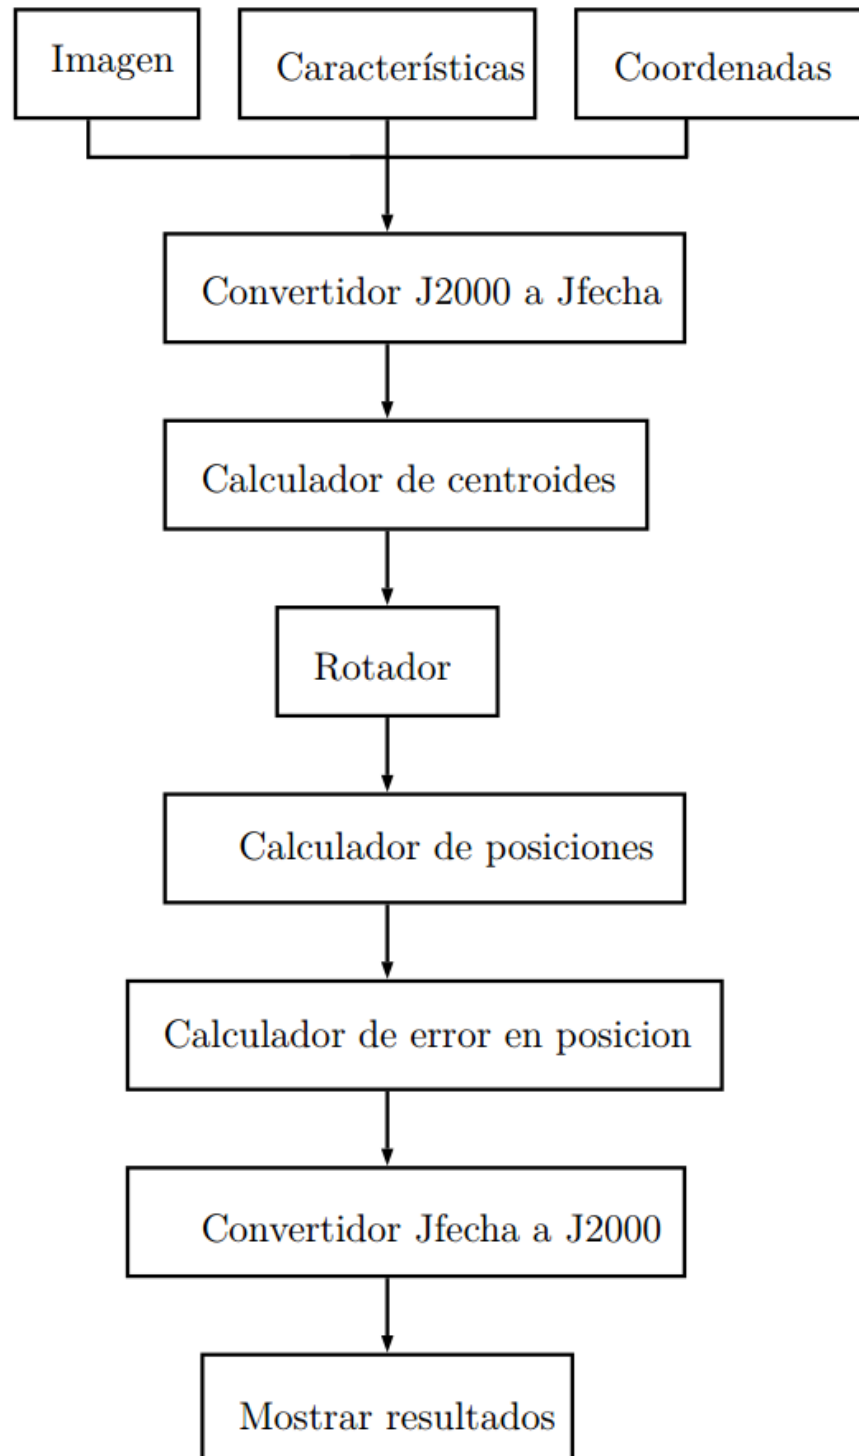 Imagen
Características
Coordenadas
Convertidor J2000 a Jfecha
Calculador de centroides
Rotador
Calculador de posiciones
Calculador de error en posicion
Convertidor Jfecha a J2000
Mostrar resultados